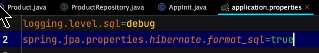 Product.java
ProductRepository.java
AppInit.java
application.properties
1 logging.level.sql=debug
2 spring.jpa.properties.hibernate.format_sql=true